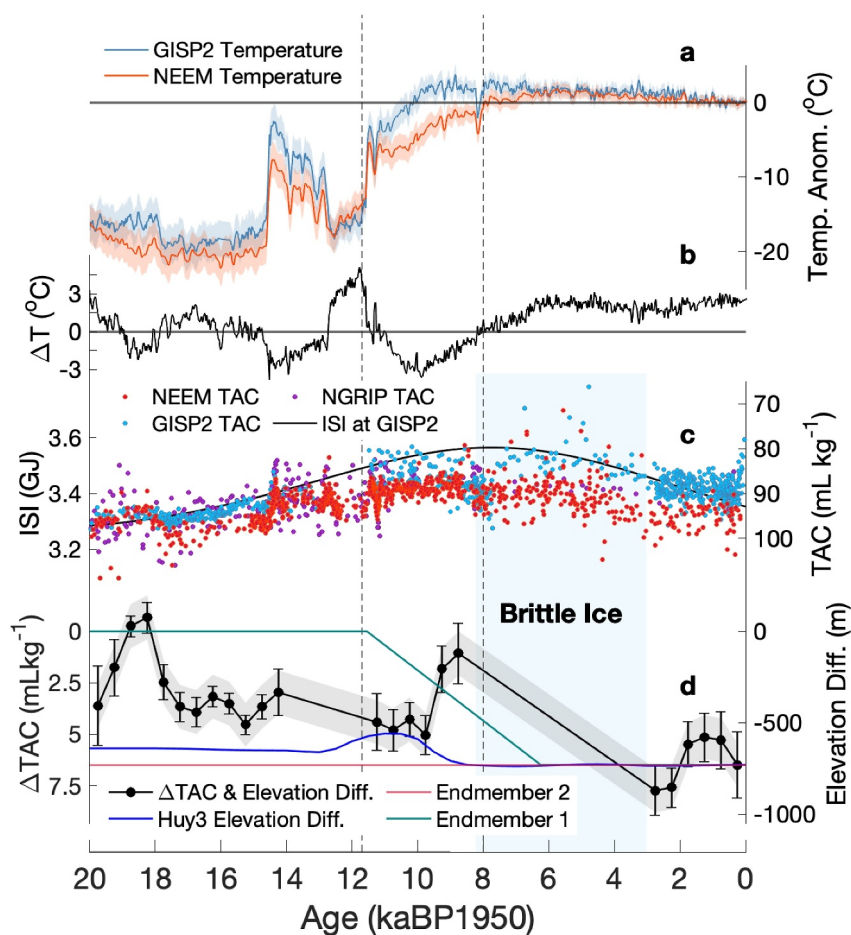 GISP2 Temperature
NEEM Temperature
a
0
-10
-20
Temp. Anom. (°C)
b
3
0
-3
ΔT (°C)
NEEM TAC
NGRIP TAC
GISP2 TAC
ISI at GISP2
c
3.6
3.4
3.2
ISI (GJ)
70
80
90
100
TAC (mL kg-1)
Brittle Ice
d
0
2.5
5
7.5
ΔTAC (mLkg-1)
0
-500
-1000
Elevation Diff. (m)
ΔTAC & Elevation Diff.
Endmember 2
Huy3 Elevation Diff.
Endmember 1
20 18 16 14 12 10 8 6 4 2 0
Age (kaBP1950)